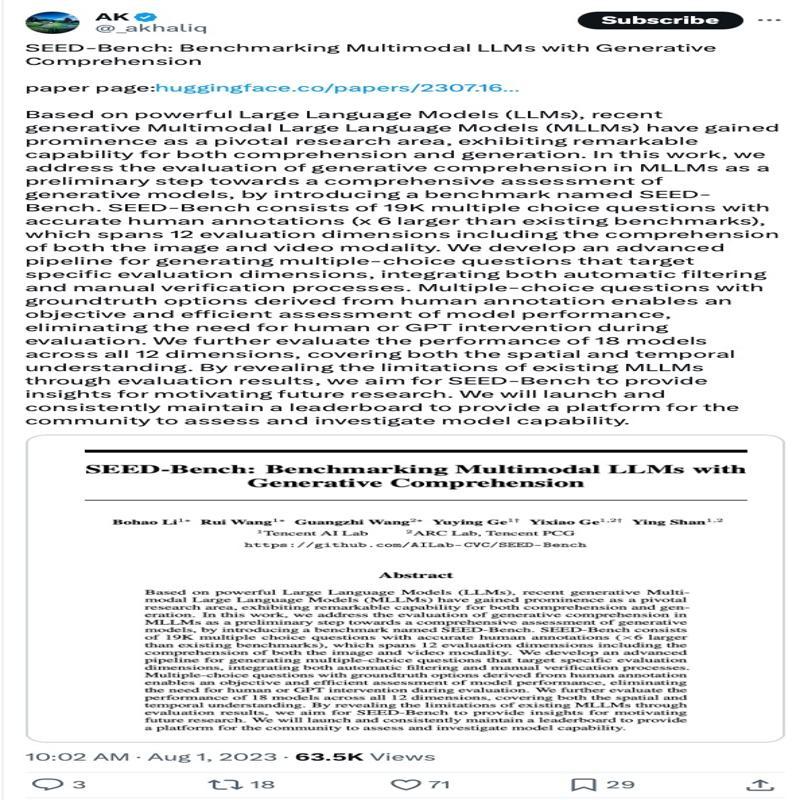 AK
@_akhaliq
Subscribe
SEED-Bench: Benchmarking Multimodal LLMs with Generative
Comprehension
paper page:huggingface.co/papers/2307.16...
Based on powerful Large Language Models (LLMs), recent
generative Multimodal Large Language Models (MLLMs) have gained
prominence as a pivotal research area, exhibiting remarkable
capability for both comprehension and generation. In this work, we
address the evaluation of generative comprehension in MLLMs as a
preliminary step towards a comprehensive assessment of
generative models, by introducing a benchmark named SEED-
Bench. SEED-Bench consists of 19K multiple choice questions with
accurate human annotations (x 6 larger than existing benchmarks),
which spans 12 evaluation dimensions including the comprehension
of both the image and video modality. We develop an advanced
pipeline for generating multiple-choice questions that target
specific evaluation dimensions, integrating both automatic filtering
and manual verification processes. Multiple-choice questions with
groundtruth options derived from human annotation enables an
objective and efficient assessment of model performance,
eliminating the need for human or GPT intervention during
evaluation. We further evaluate the performance of 18 models
across all 12 dimensions, covering both the spatial and temporal
understanding. By revealing the limitations of existing MLLMs
through evaluation results, we aim for SEED-Bench to provide
insights for motivating future research. We will launch and
consistently maintain a leaderboard to provide a platform for the
community to assess and investigate model capability.
SEED-Bench: Benchmarking Multimodal LLMs with
Generative Comprehension
Bohao Li¹* Rui Wang¹* Guangzhi Wang²* Yuying Ge¹† Yixiao Ge¹,²† Ying Shan¹,²
¹Tencent AI Lab ²ARC Lab, Tencent PCG
https://github.com/AILab-CVC/SEED-Bench
Abstract
Based on powerful Large Language Models (LLMs), recent generative Multi-
modal Large Language Models (MLLMs) have gained prominence as a pivotal
research area, exhibiting remarkable capability for both comprehension and gen-
eration. In this work, we address the evaluation of generative comprehension in
MLLMs as a preliminary step towards a comprehensive assessment of generative
models, by introducing a benchmark named SEED-Bench. SEED-Bench consists
of 19K multiple choice questions with accurate human annotations (×6 larger
than existing benchmarks), which spans 12 evaluation dimensions including the
comprehension of both the image and video modality. We develop an advanced
pipeline for generating multiple-choice questions that target specific evaluation
dimensions, integrating both automatic filtering and manual verification processes.
Multiple-choice questions with groundtruth options derived from human annotation
enables an objective and efficient assessment of model performance, eliminating
the need for human or GPT intervention during evaluation. We further evaluate the
performance of 18 models across all 12 dimensions, covering both the spatial and
temporal understanding. By revealing the limitations of existing MLLMs through
evaluation results, we aim for SEED-Bench to provide insights for motivating
future research. We will launch and consistently maintain a leaderboard to provide
a platform for the community to assess and investigate model capability.
10:02 AM · Aug 1, 2023 · 63.5K Views
3 18 71 29